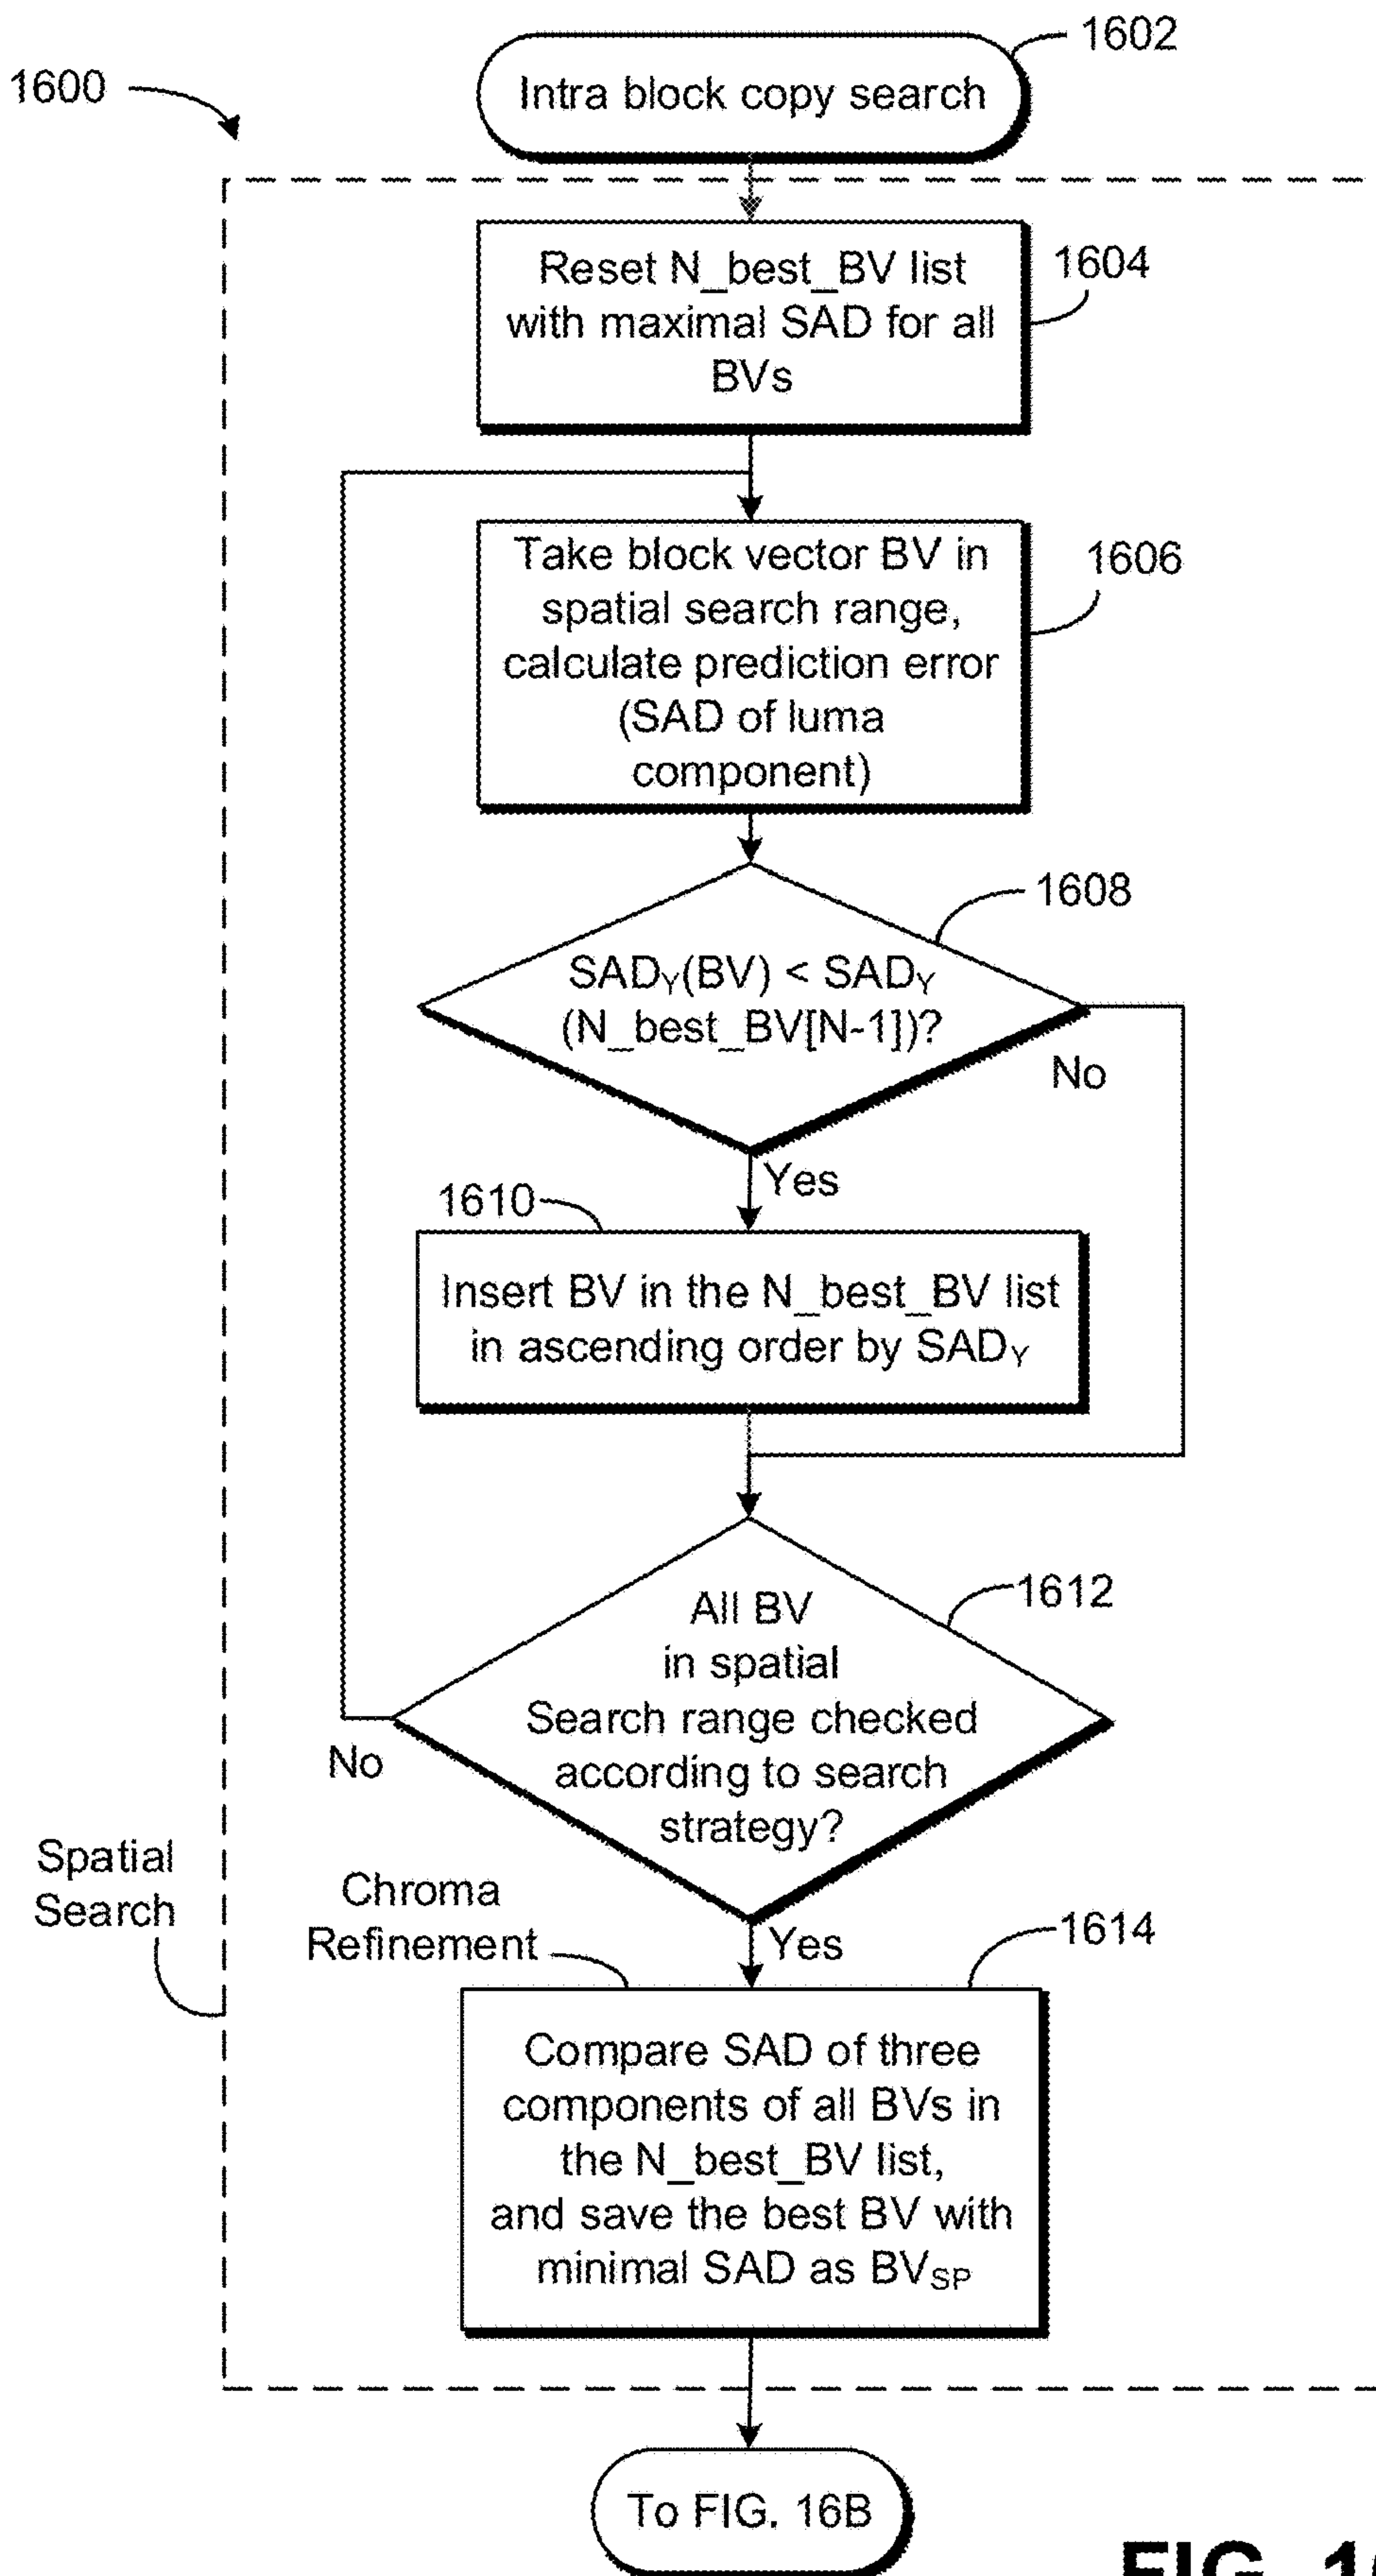 1602
1600
Intra block copy search
Reset N_best_BV list
with maximal SAD for all
BVs
1604
Take block vector BV in
spatial search range,
calculate prediction error
(SAD of luma
component)
1606
1608
SADY(BV) < SADY
(N_best_BV[N-1])?
No
Yes
1610
Insert BV in the N_best_BV list
in ascending order by SADY
1612
All BV
in spatial
Search range checked
according to search
strategy?
No
Spatial
Search
Chroma
Refinement
Yes
1614
Compare SAD of three
components of all BVs in
the N_best_BV list,
and save the best BV with
minimal SAD as BVSP
To FIG. 16B